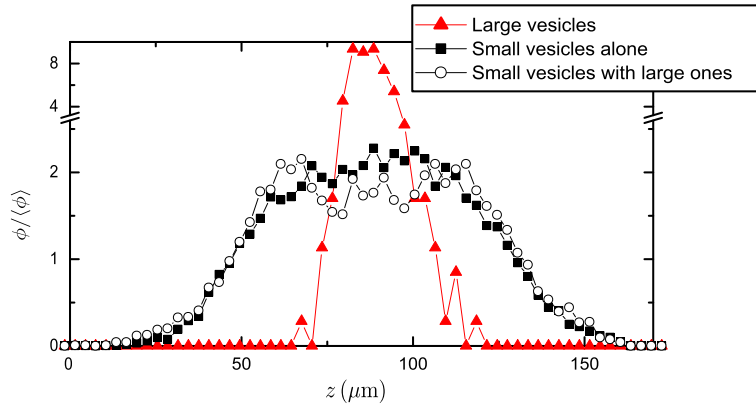 Large vesicles
Small vesicles alone
Small vesicles with large ones
8
4
2
1
0
ϕ/⟨ϕ⟩
0 50 100 150
z (μm)